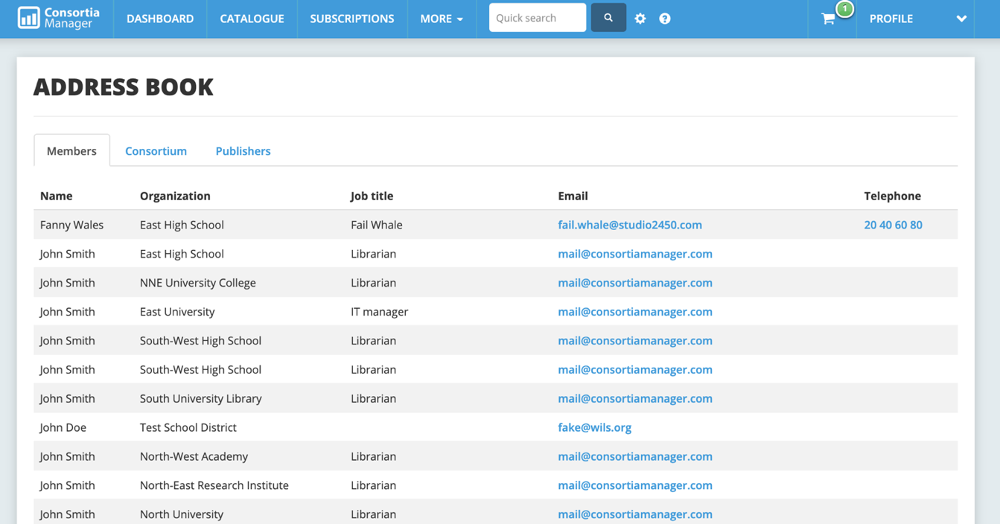 Consortia Manager DASHBOARD CATALOGUE SUBSCRIPTIONS MORE Quick search 1 PROFILE
ADDRESS BOOK
Members Consortium Publishers
Name Organization Job title Email Telephone
Fanny Wales East High School Fail Whale fail.whale@studio2450.com 20 40 60 80
John Smith East High School Librarian mail@consortiamanager.com
John Smith NNE University College Librarian mail@consortiamanager.com
John Smith East University IT manager mail@consortiamanager.com
John Smith South-West High School Librarian mail@consortiamanager.com
John Smith South-West High School Librarian mail@consortiamanager.com
John Smith South University Library Librarian mail@consortiamanager.com
John Doe Test School District fake@wils.org
John Smith North-West Academy Librarian mail@consortiamanager.com
John Smith North-East Research Institute Librarian mail@consortiamanager.com
John Smith North University Librarian mail@consortiamanager.com